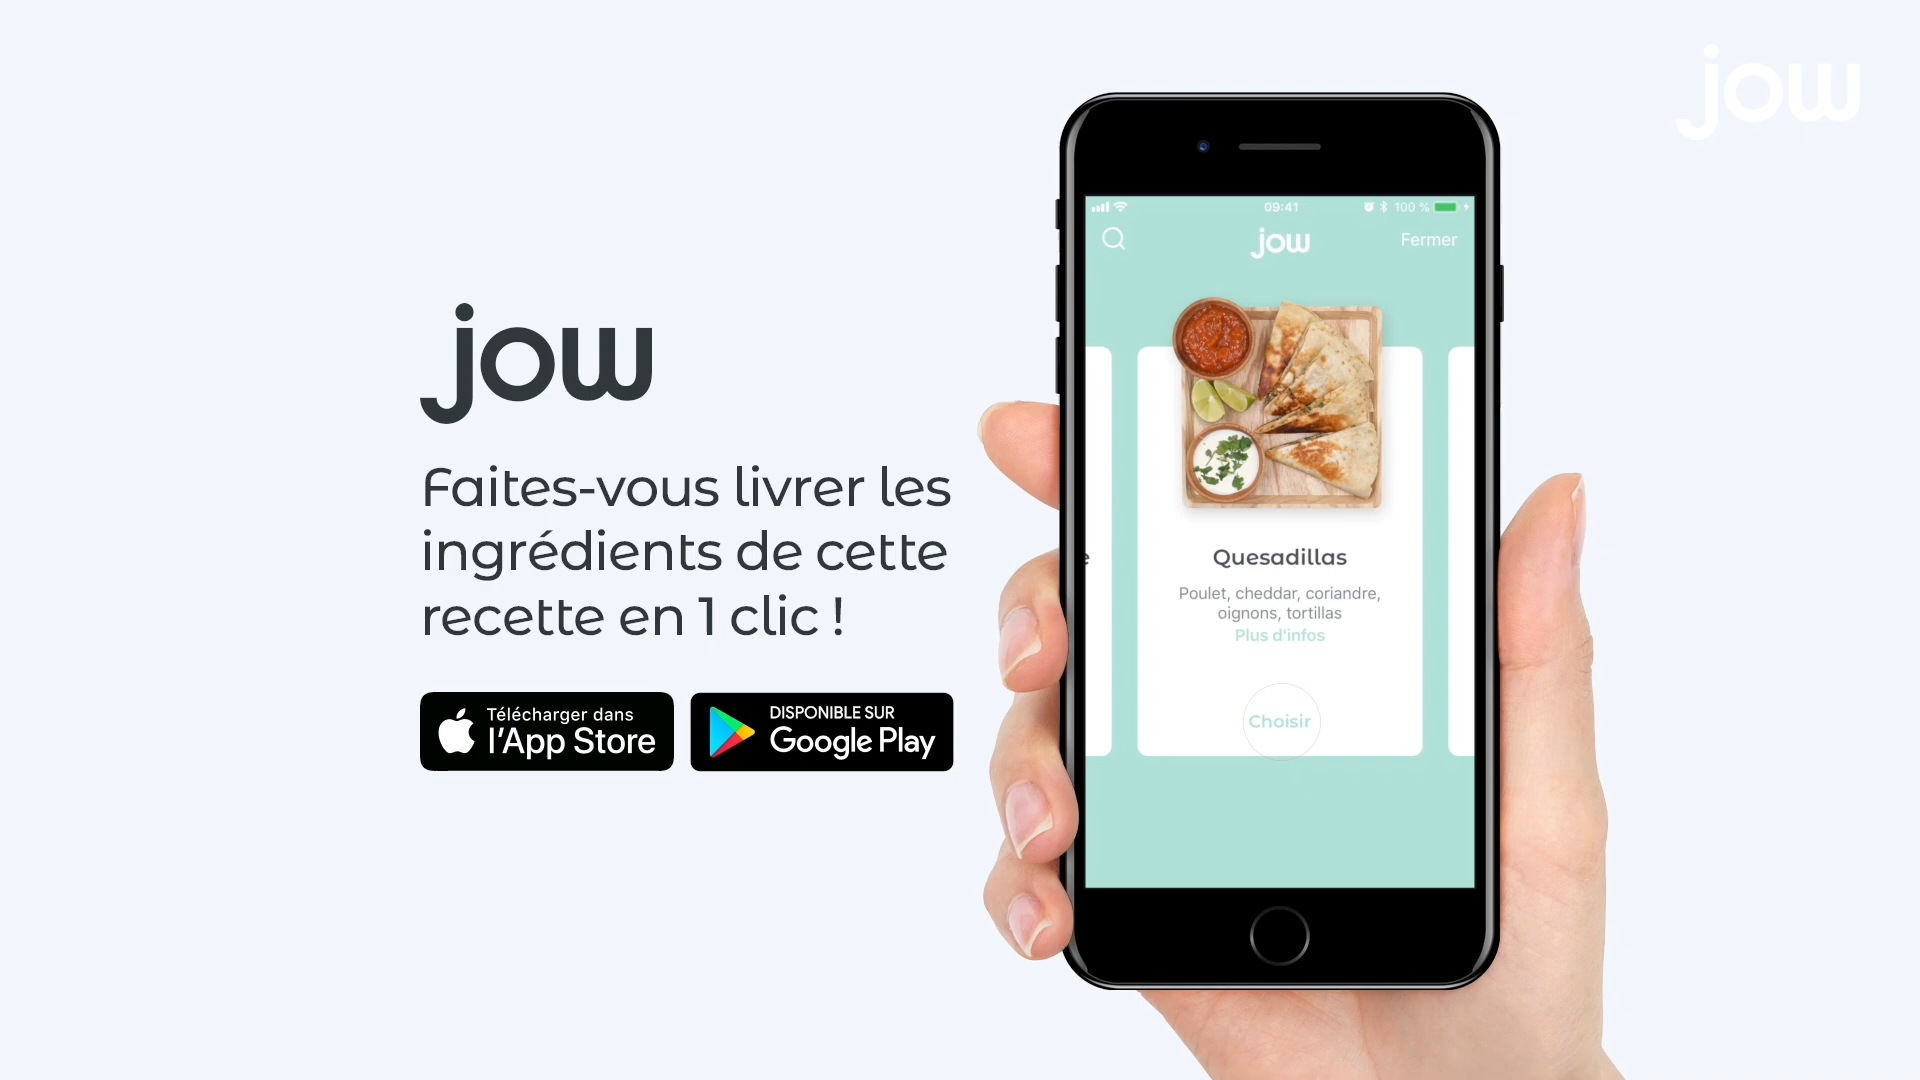 jow
jow
Faites-vous livrer les
ingrédients de cette
recette en 1 clic !
Télécharger dans
l'App Store
DISPONIBLE SUR
Google Play
09:41
100 %
jow
Fermer
e
Quesadillas
Poulet, cheddar, coriandre,
oignons, tortillas
Plus d'infos
Choisir